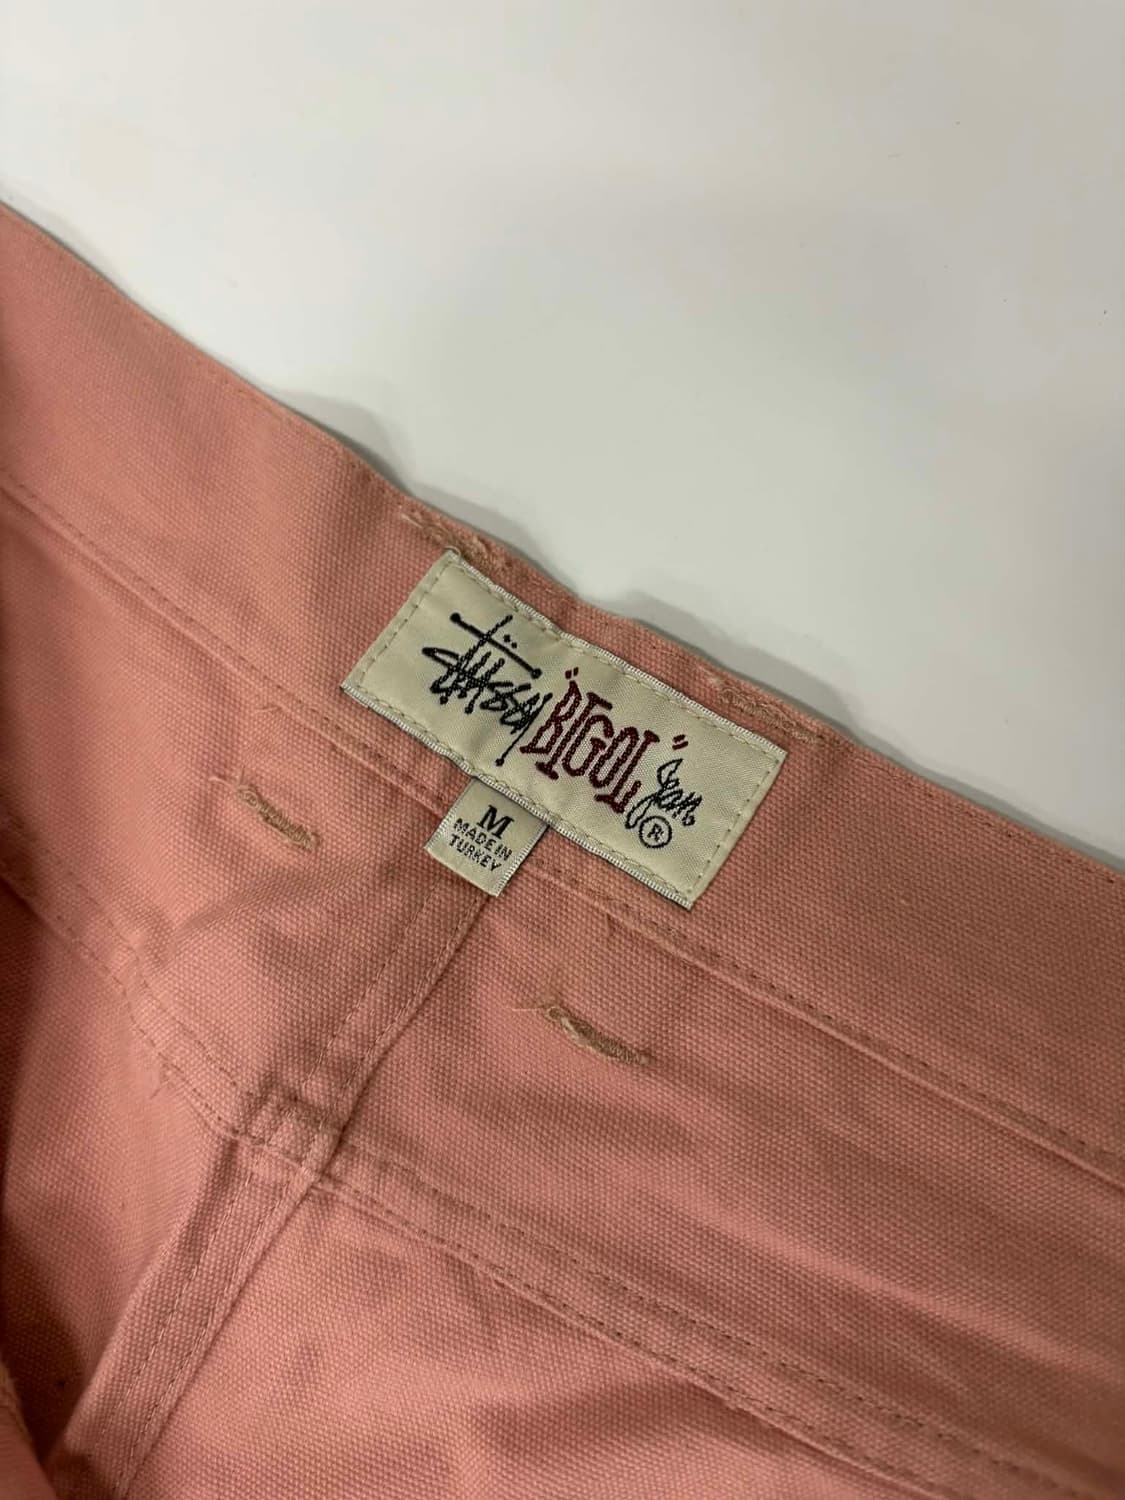 Stüssy "BIGOL" Jean ®
M
MADE IN
TURKEY